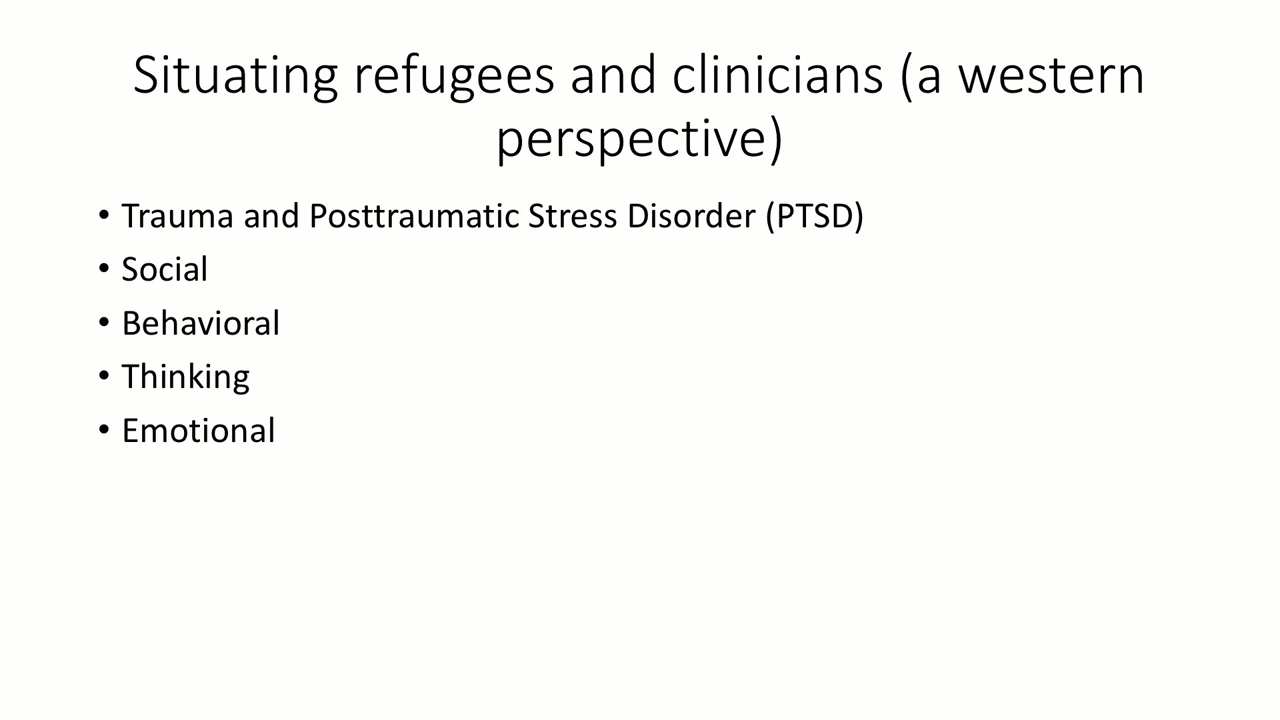 Situating refugees and clinicians (a western
perspective)
• Trauma and Posttraumatic Stress Disorder (PTSD)
• Social
• Behavioral
• Thinking
• Emotional